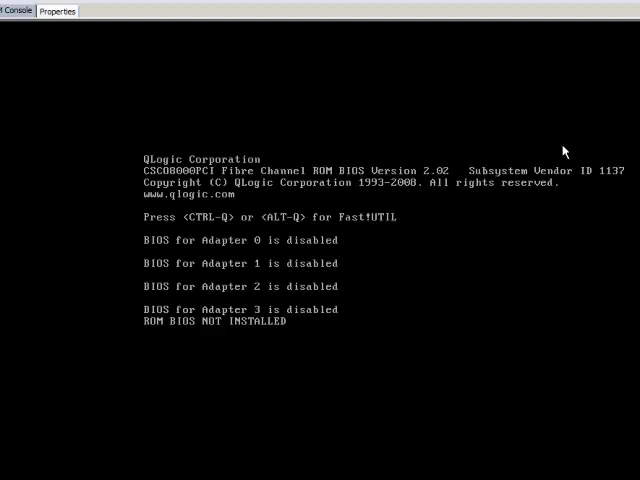 M Console Properties
QLogic Corporation
CSCO8000PCI Fibre Channel ROM BIOS Version 2.02 Subsystem Vendor ID 1137
Copyright (C) QLogic Corporation 1993-2008. All rights reserved.
www.qlogic.com
Press <CTRL-Q> or <ALT-Q> for Fast!UTIL
BIOS for Adapter 0 is disabled
BIOS for Adapter 1 is disabled
BIOS for Adapter 2 is disabled
BIOS for Adapter 3 is disabled
ROM BIOS NOT INSTALLED